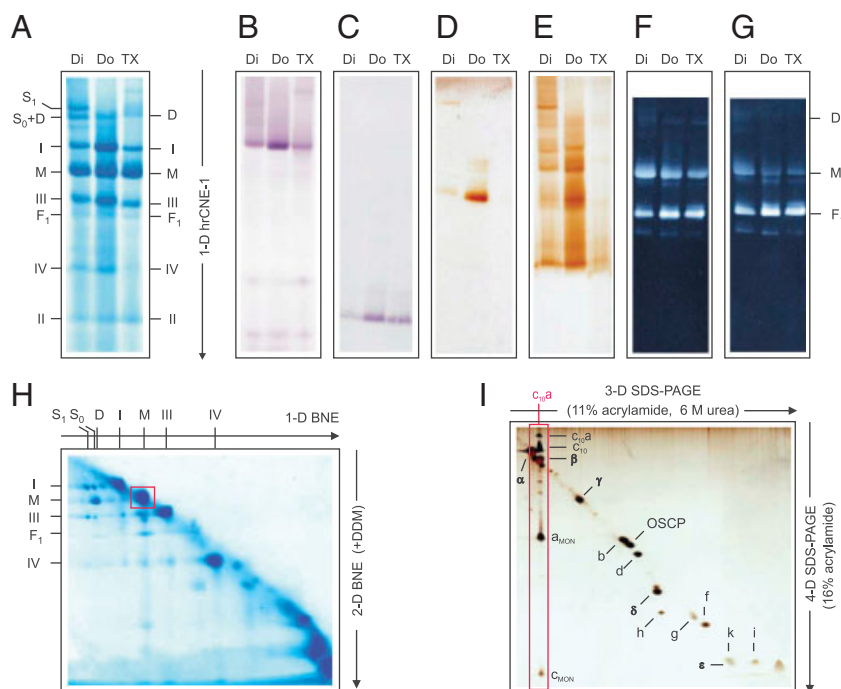 A B C D E F G
Di Do TX Di Do TX Di Do TX Di Do TX Di Do TX Di Do TX Di Do TX
S₁
S₀+D D D
I I
M M M
III III
F₁ F₁
IV IV
II II
1-D hrCNE-1
H
S₁ S₀ D I M III IV
1-D BNE
I
M
III
F₁
IV
2-D BNE (+DDM)
I
3-D SDS-PAGE
c₁₀a
(11% acrylamide, 6 M urea)
c₁₀a
c₁₀
β
α
γ
OSCP
a MON
b
d
δ
f
h
g
k i
ε
c MON
4-D SDS-PAGE
(16% acrylamide)